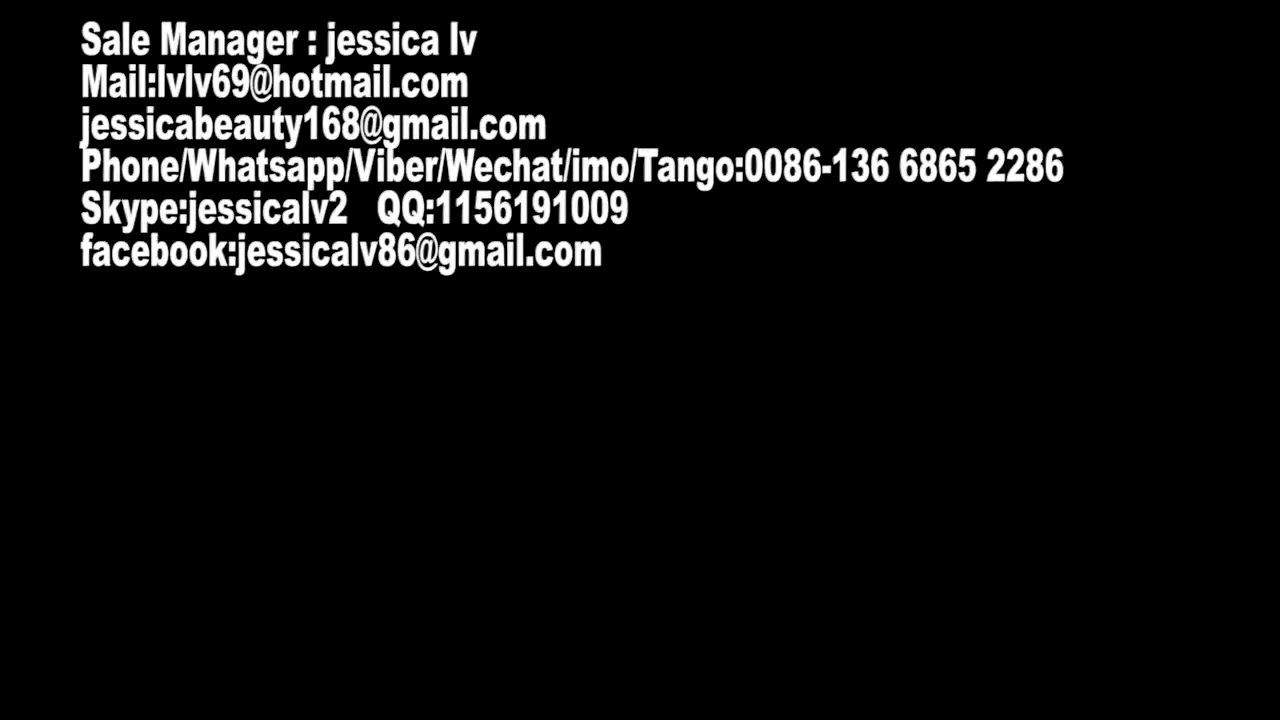 Sale Manager : jessica lv
Mail:lvlv69@hotmail.com
jessicabeauty168@gmail.com
Phone/Whatsapp/Viber/Wechat/imo/Tango:0086-136 6865 2286
Skype:jessicalv2   QQ:1156191009
facebook:jessicalv86@gmail.com